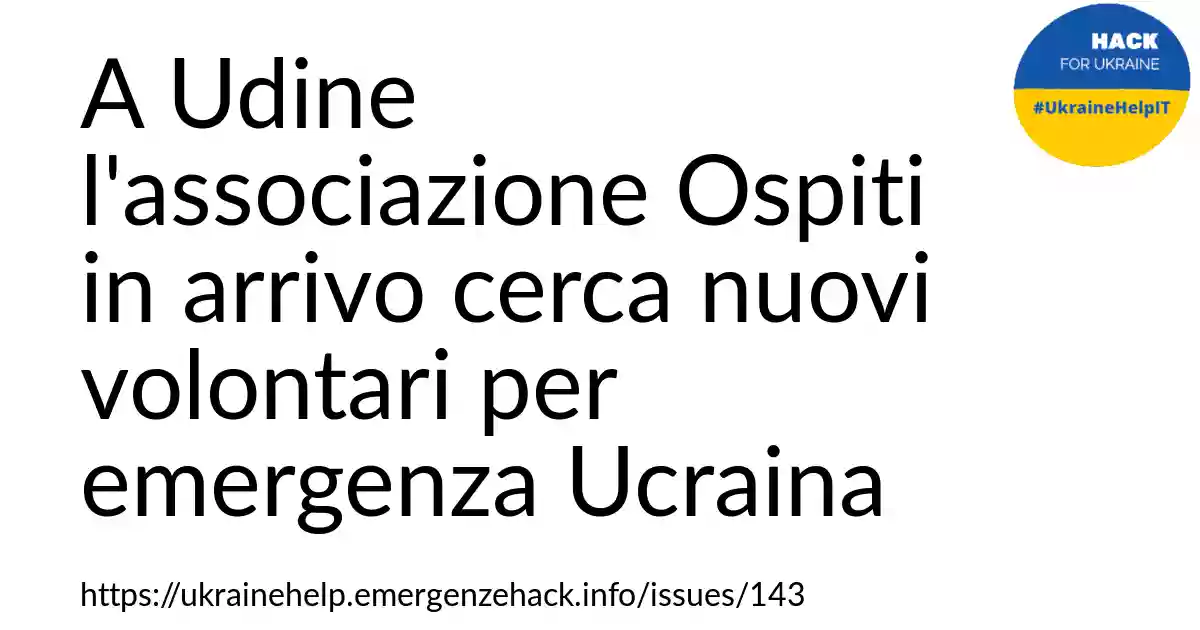 HACK
FOR UKRAINE
#UkraineHelpIT
A Udine
l'associazione Ospiti
in arrivo cerca nuovi
volontari per
emergenza Ucraina
https://ukrainehelp.emergenzehack.info/issues/143